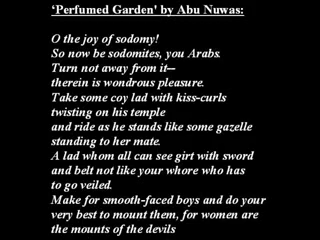 ‘Perfumed Garden' by Abu Nuwas:
O the joy of sodomy!
So now be sodomites, you Arabs.
Turn not away from it--
therein is wondrous pleasure.
Take some coy lad with kiss-curls
twisting on his temple
and ride as he stands like some gazelle
standing to her mate.
A lad whom all can see girt with sword
and belt not like your whore who has
to go veiled.
Make for smooth-faced boys and do your
very best to mount them, for women are
the mounts of the devils